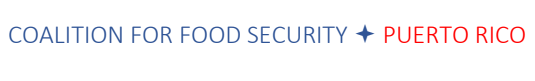 COALITION FOR FOOD SECURITY ✦ PUERTO RICO